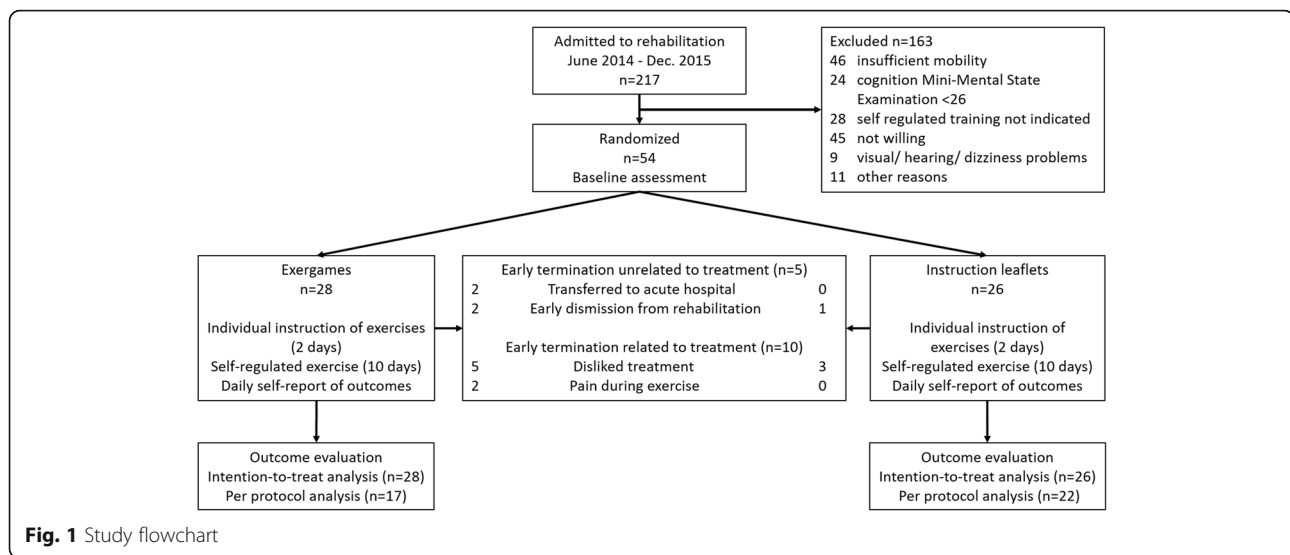 Admitted to rehabilitation
June 2014 - Dec. 2015
n=217
Excluded n=163
46 insufficient mobility
24 cognition Mini-Mental State
Examination <26
28 self regulated training not indicated
45 not willing
9 visual/ hearing/ dizziness problems
11 other reasons
Randomized
n=54
Baseline assessment
Exergames
n=28
Individual instruction of exercises
(2 days)
Self-regulated exercise (10 days)
Daily self-report of outcomes
Early termination unrelated to treatment (n=5)
2 Transferred to acute hospital 0
2 Early dismission from rehabilitation 1
Early termination related to treatment (n=10)
5 Disliked treatment 3
2 Pain during exercise 0
Instruction leaflets
n=26
Individual instruction of
exercises (2 days)
Self-regulated exercise (10 days)
Daily self-report of outcomes
Outcome evaluation
Intention-to-treat analysis (n=28)
Per protocol analysis (n=17)
Outcome evaluation
Intention-to-treat analysis (n=26)
Per protocol analysis (n=22)
Fig. 1 Study flowchart